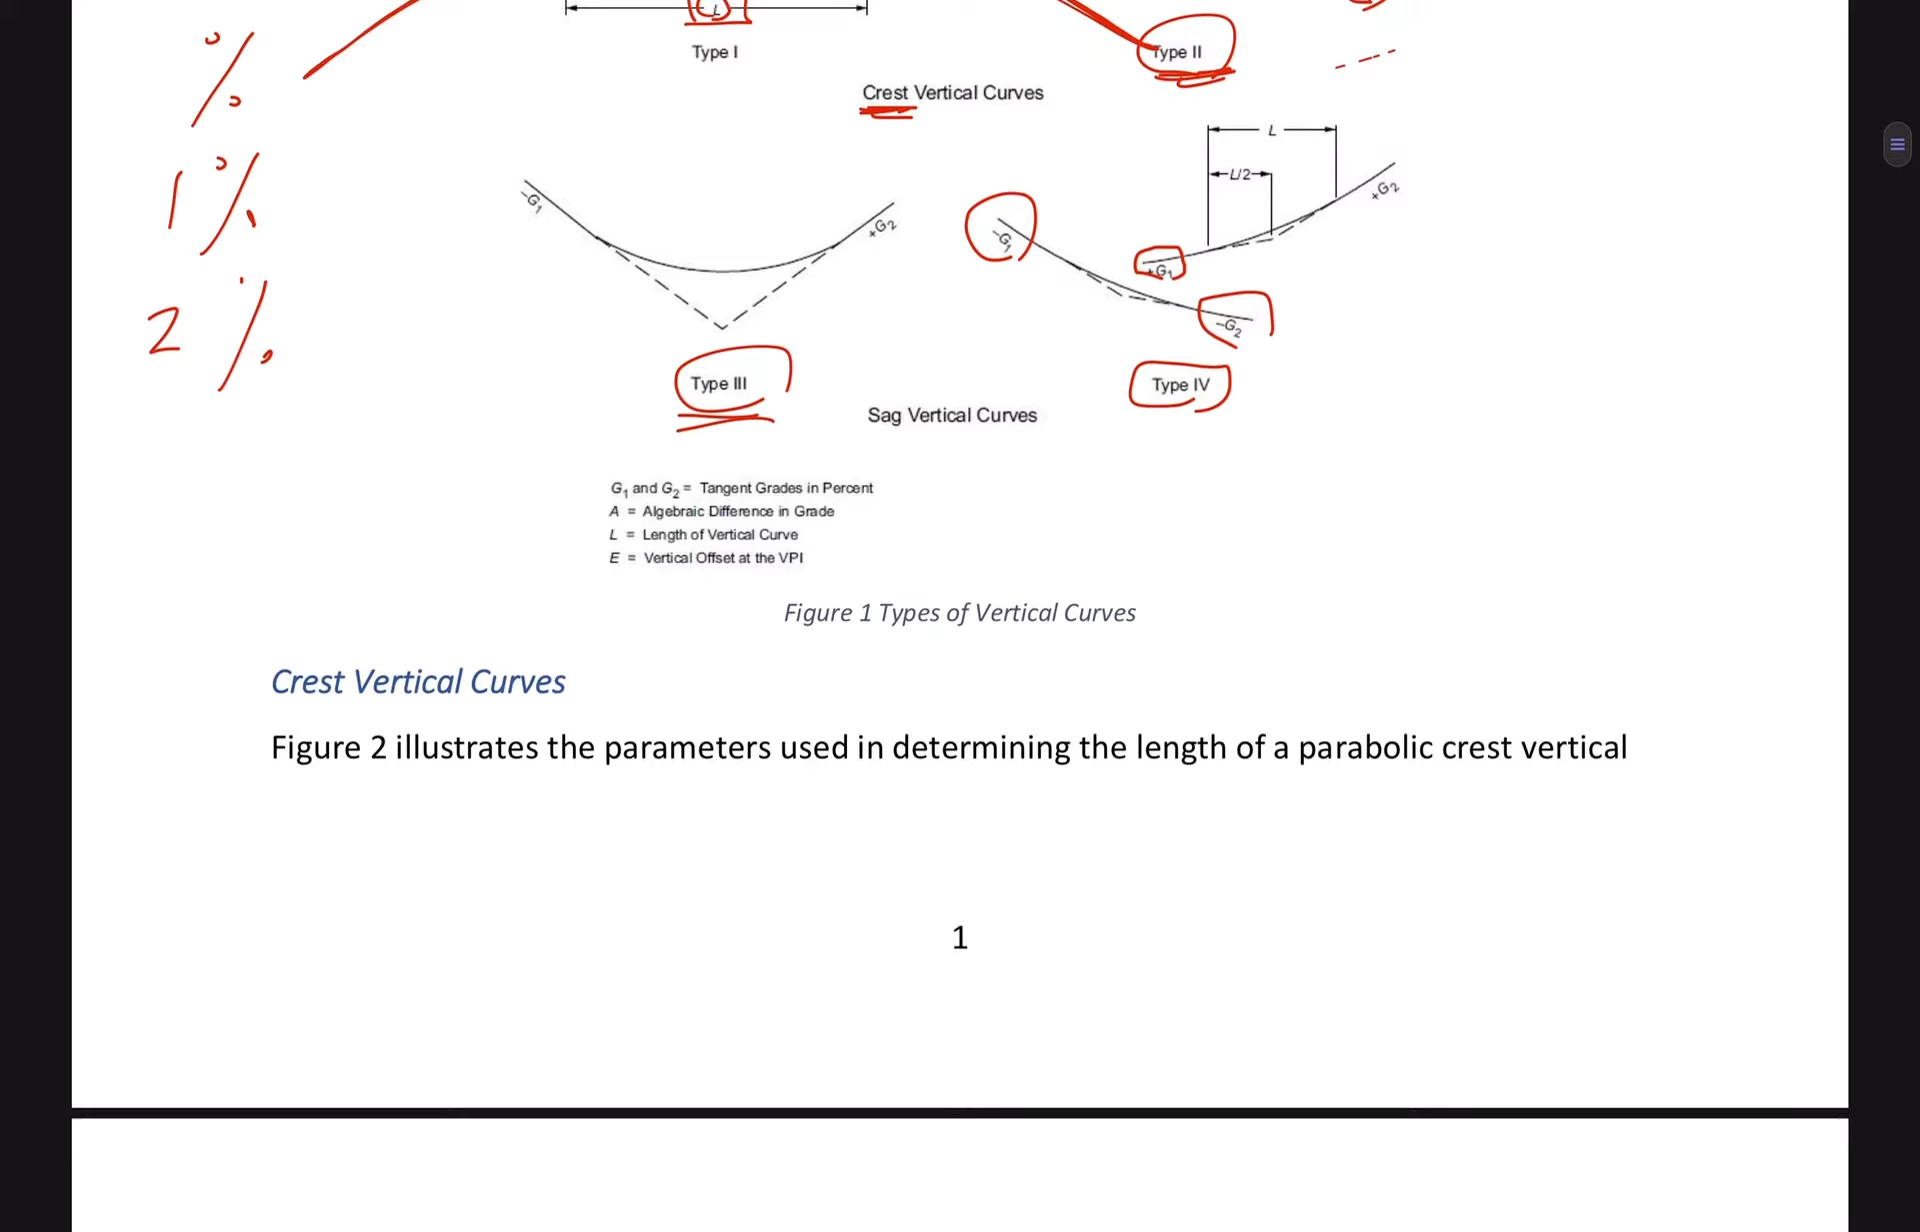 L
Type I
Type II
Crest Vertical Curves
%
1%
2%
L
L/2
-G1
+G2
-G1
+G1
+G2
-G2
Type III
Type IV
Sag Vertical Curves
G1 and G2 = Tangent Grades in Percent
A = Algebraic Difference in Grade
L = Length of Vertical Curve
E = Vertical Offset at the VPI
Figure 1 Types of Vertical Curves
Crest Vertical Curves
Figure 2 illustrates the parameters used in determining the length of a parabolic crest vertical
1